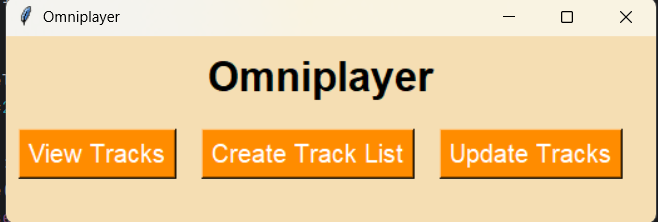 Omniplayer
Omniplayer
View Tracks
Create Track List
Update Tracks